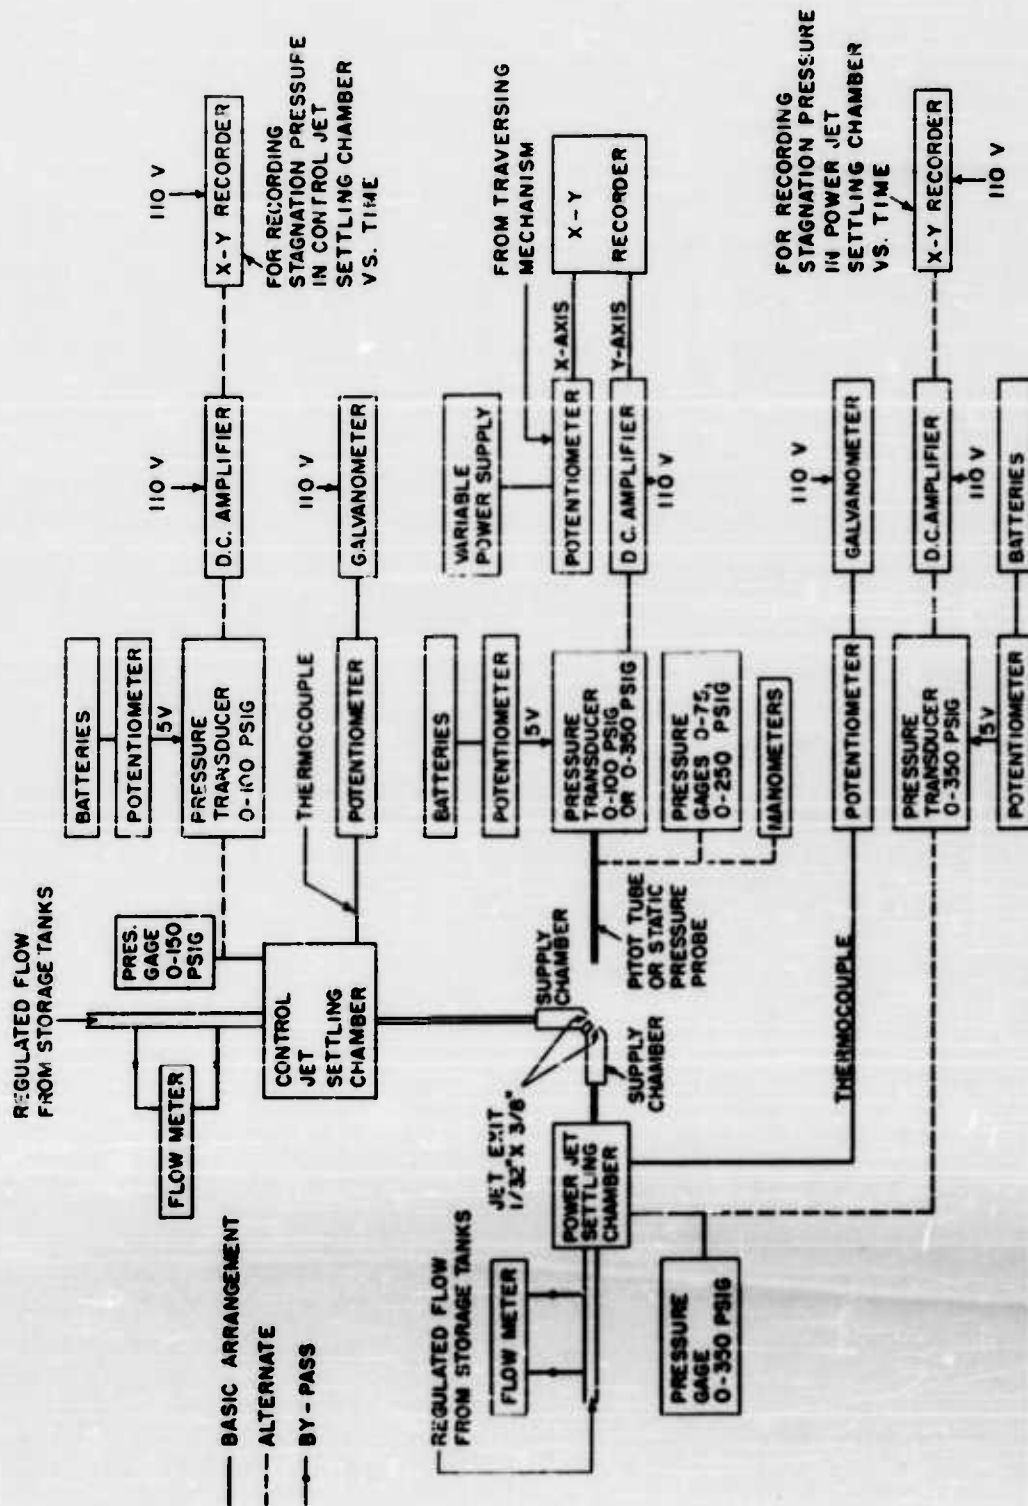 BASIC ARRANGEMENT
ALTERNATE
BY-PASS
REGULATED FLOW
FROM STORAGE TANKS
FLOW METER
PRES.
GAGE
0-150
PSIG
CONTROL
JET
SETTLING
CHAMBER
BATTERIES
POTENTIOMETER
5V
PRESSURE
TRANSDUCER
0-100 PSIG
110 V
D.C. AMPLIFIER
110 V
X-Y RECORDER
FOR RECORDING
STAGNATION PRESSURE
IN CONTROL JET
SETTLING CHAMBER
VS. TIME
THERMOCOUPLE
POTENTIOMETER
110 V
GALVANOMETER
REGULATED FLOW
FROM STORAGE TANKS
FLOW METER
JET EXIT
1/32" X 3/8"
POWER JET
SETTLING
CHAMBER
PRESSURE
GAGE
0-350 PSIG
SUPPLY
CHAMBER
SUPPLY
CHAMBER
PITOT TUBE
OR STATIC
PRESSURE
PROBE
BATTERIES
POTENTIOMETER
5V
PRESSURE
TRANSDUCER
0-100 PSIG
OR 0-350 PSIG
PRESSURE
GAGES 0-75,
0-250 PSIG
MANOMETERS
VARIABLE
POWER SUPPLY
POTENTIOMETER
D C. AMPLIFIER
110 V
FROM TRAVERSING
MECHANISM
X-AXIS
Y-AXIS
X-Y
RECORDER
THERMOCOUPLE
POTENTIOMETER
110 V
GALVANOMETER
PRESSURE
TRANSDUCER
0-350 PSIG
5V
POTENTIOMETER
BATTERIES
D.C. AMPLIFIER
110 V
FOR RECORDING
STAGNATION PRESSURE
IN POWER JET
SETTLING CHAMBER
VS. TIME
X-Y RECORDER
110 V